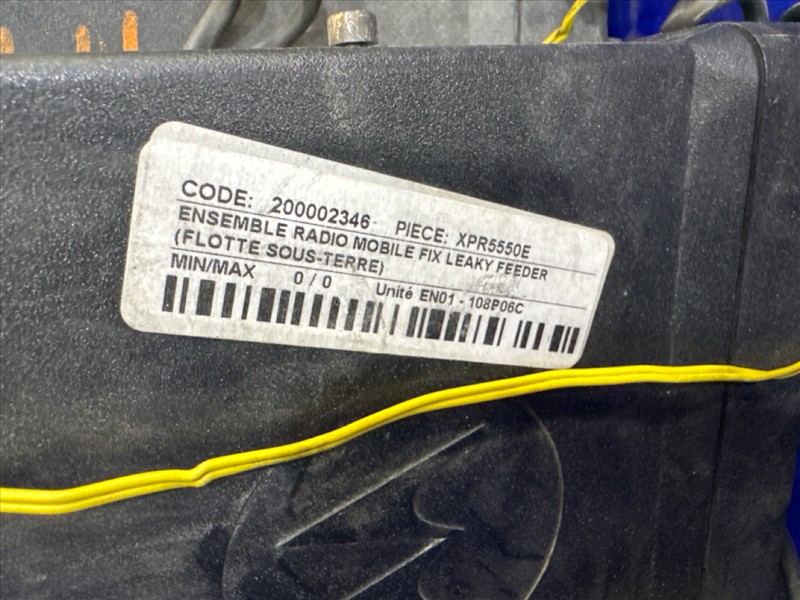 CODE: 200002346 PIECE: XPR5550E
ENSEMBLE RADIO MOBILE FIX LEAKY FEEDER
(FLOTTE SOUS-TERRE)
MIN/MAX 0 / 0 Unité EN01 - 108P06C